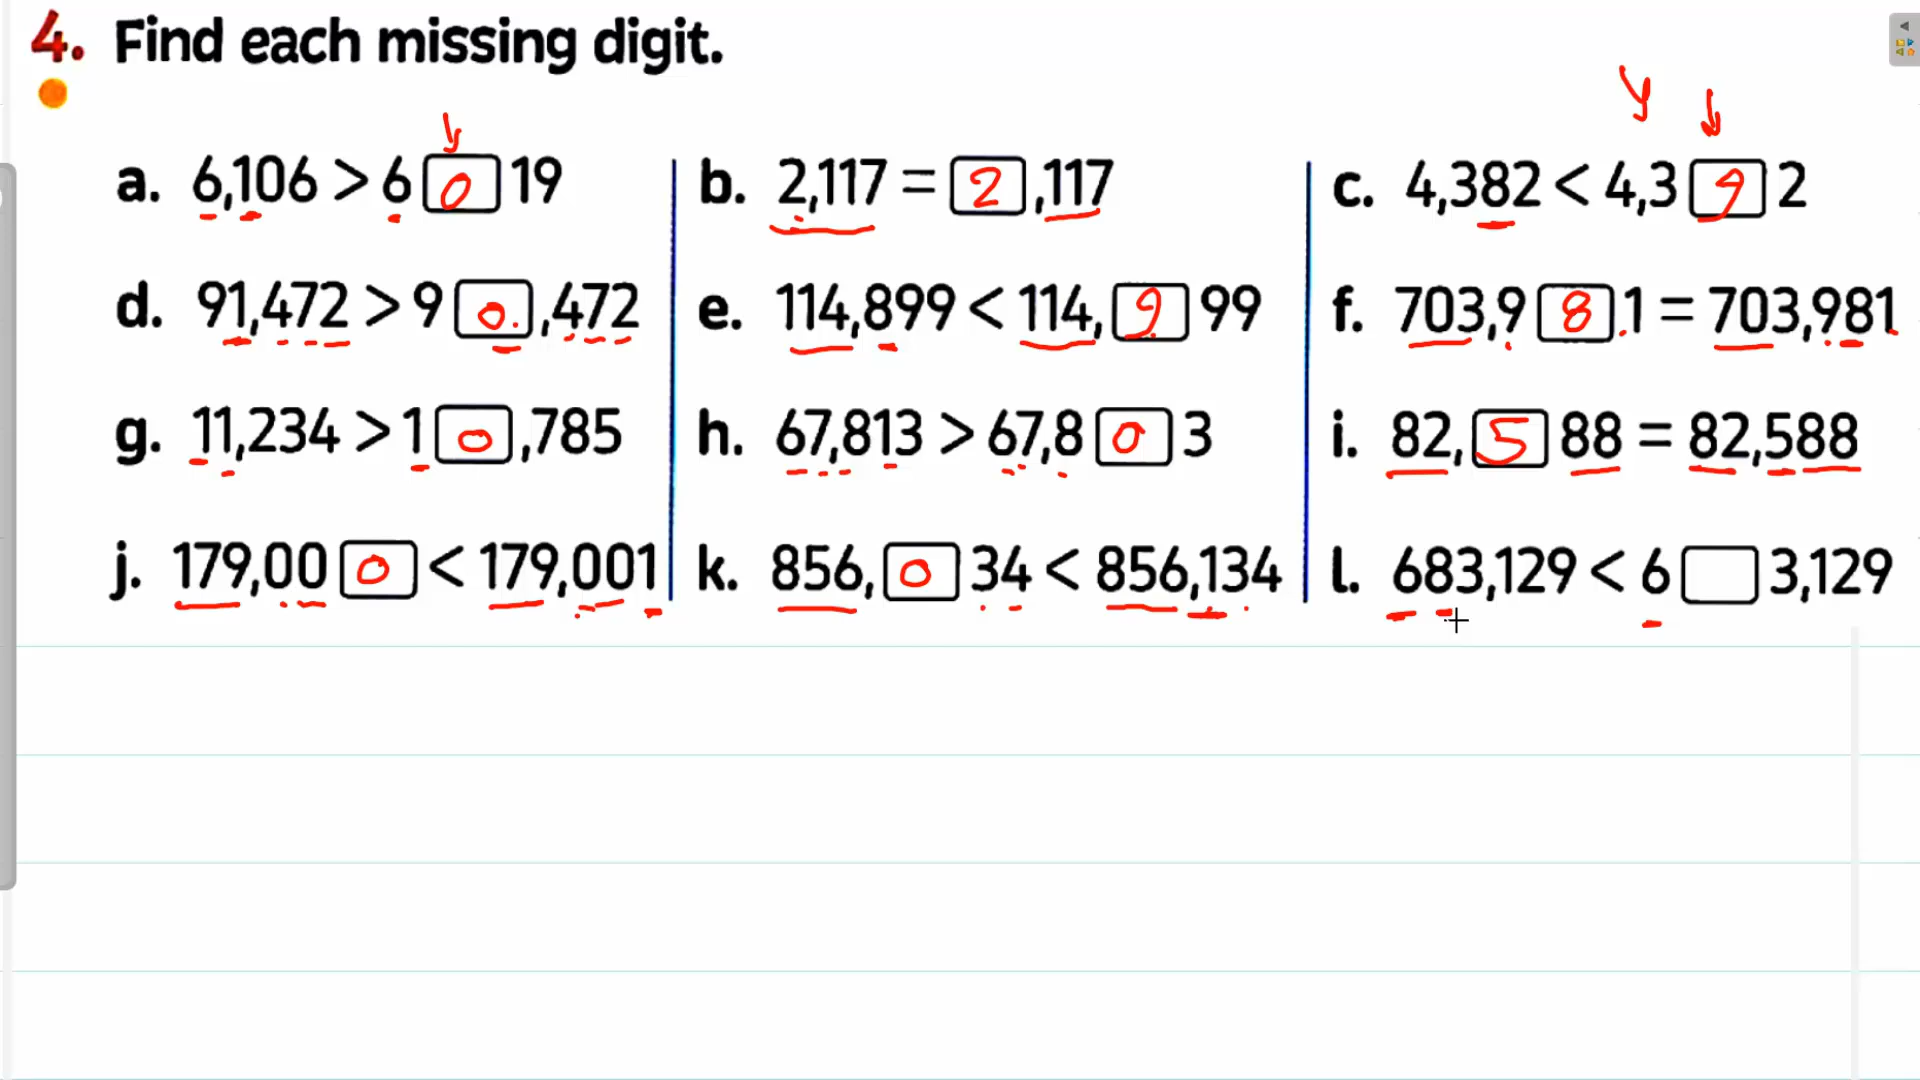 4. Find each missing digit.
a. 6,106 > 6 0 19 b. 2,117 = 2 ,117 c. 4,382 < 4,3 9 2
d. 91,472 > 9 0 ,472 e. 114,899 < 114, 9 99 f. 703,9 8 1 = 703,981
g. 11,234 > 1 0 ,785 h. 67,813 > 67,8 0 3 i. 82, 5 88 = 82,588
j. 179,00 0 < 179,001 k. 856, 0 34 < 856,134 l. 683,129 < 6 3,129